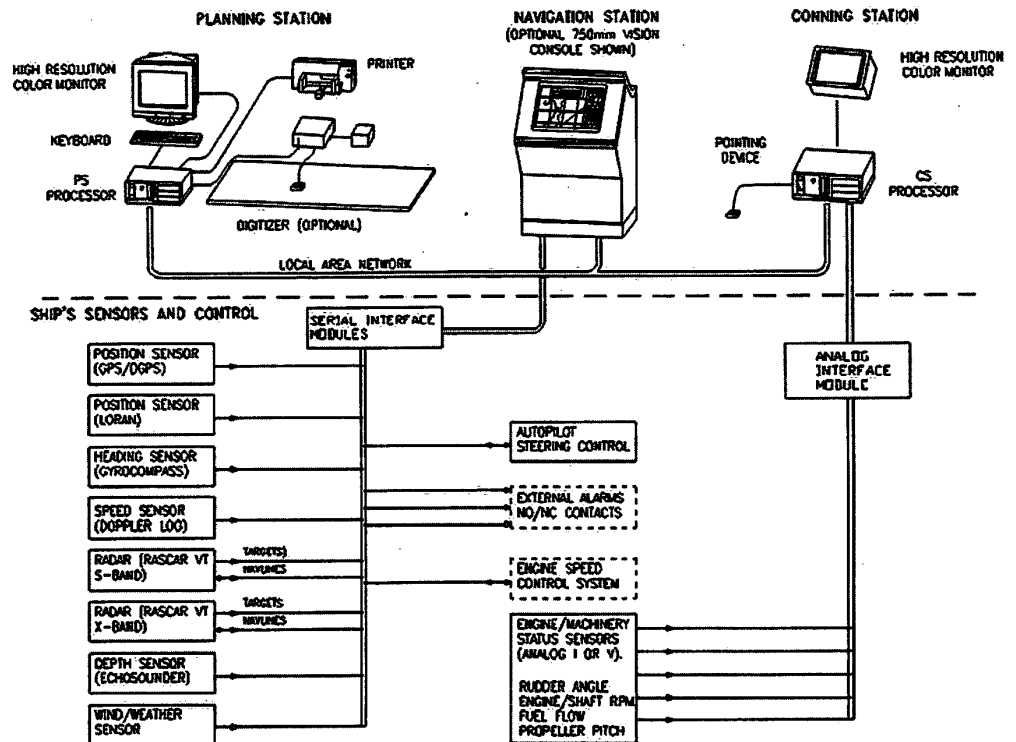 PLANNING STATION
NAVIGATION STATION
(OPTIONAL 750mm VISION
CONSOLE SHOWN)
CONNING STATION
HIGH RESOLUTION
COLOR MONITOR
PRINTER
HIGH RESOLUTION
COLOR MONITOR
KEYBOARD
POINTING
DEVICE
PS
PROCESSOR
CS
PROCESSOR
DIGITIZER (OPTIONAL)
LOCAL AREA NETWORK
SHIP'S SENSORS AND CONTROL
SERIAL INTERFACE
MODULES
ANALOG
INTERFACE
MODULE
POSITION SENSOR
(GPS/DGPS)
POSITION SENSOR
(LORAN)
HEADING SENSOR
(GYROCOMPASS)
SPEED SENSOR
(DOPPLER LOG)
RADAR (RASCAR VT
S-BAND)
TARGETS)
NAVLINES
RADAR (RASCAR VT
X-BAND)
TARGETS
NAVLINES
DEPTH SENSOR
(ECHOSOUNDER)
WIND/WEATHER
SENSOR
AUTOPILOT
STEERING CONTROL
EXTERNAL ALARMS
NO/NC CONTACTS
ENGINE SPEED
CONTROL SYSTEM
ENGINE/MACHINERY
STATUS SENSORS
(ANALOG I OR V).
RUDDER ANGLE
ENGINE/SHAFT RPM
FUEL FLOW
PROPELLER PITCH